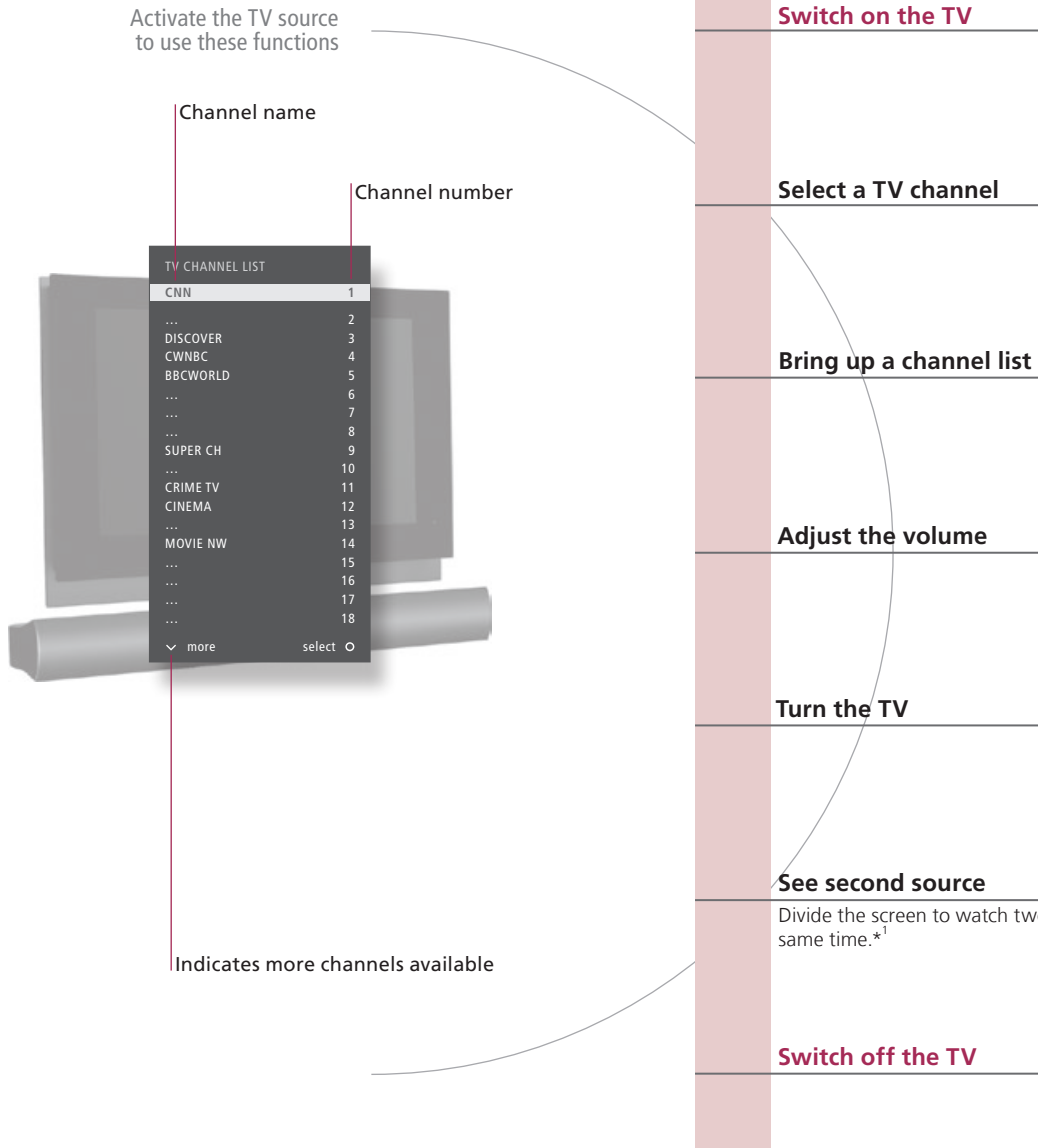 Activate the TV source
to use these functions
Channel name
Channel number
TV CHANNEL LIST
CNN 1
... 2
DISCOVER 3
CWNBC 4
BBCWORLD 5
... 6
... 7
... 8
SUPER CH 9
... 10
CRIME TV 11
CINEMA 12
... 13
MOVIE NW 14
... 15
... 16
... 17
... 18
more select
Indicates more channels available
Switch on the TV
Select a TV channel
Bring up a channel list
Adjust the volume
Turn the TV
See second source
Divide the screen to watch
same time.*1
Switch off the TV